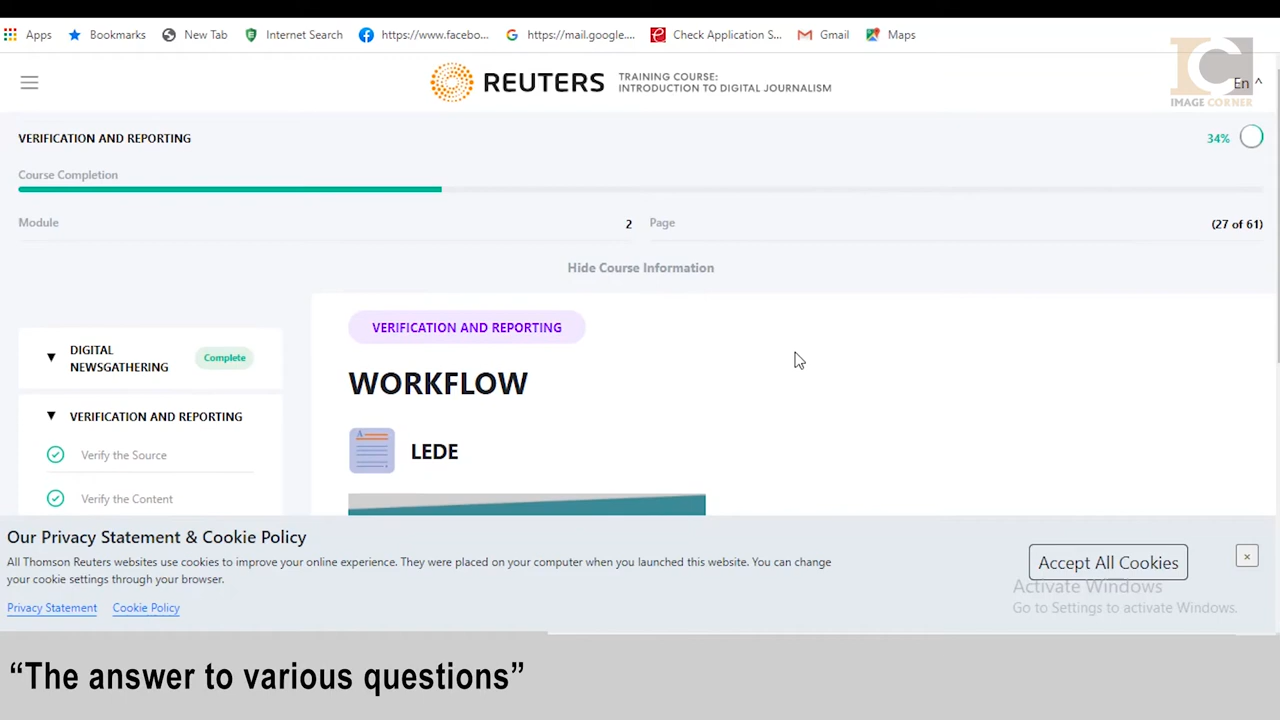 Apps Bookmarks New Tab Internet Search https://www.facebo... https://mail.google.... Check Application S... Gmail Maps
REUTERS TRAINING COURSE:
INTRODUCTION TO DIGITAL JOURNALISM
En
IC
IMAGE CORNER
VERIFICATION AND REPORTING 34%
Course Completion
Module 2 Page (27 of 61)
Hide Course Information
VERIFICATION AND REPORTING
DIGITAL
NEWSGATHERING
Complete
WORKFLOW
VERIFICATION AND REPORTING
LEDE
Verify the Source
Verify the Content
Our Privacy Statement & Cookie Policy
All Thomson Reuters websites use cookies to improve your online experience. They were placed on your computer when you launched this website. You can change
your cookie settings through your browser.
Privacy Statement Cookie Policy
Accept All Cookies
Activate Windows
Go to Settings to activate Windows.
“The answer to various questions”